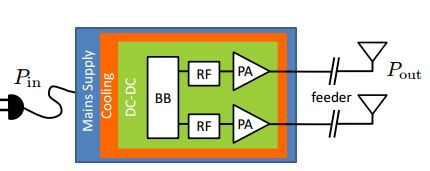 P_in
Mains Supply
Cooling
DC-DC
BB
RF
PA
RF
PA
feeder
P_out